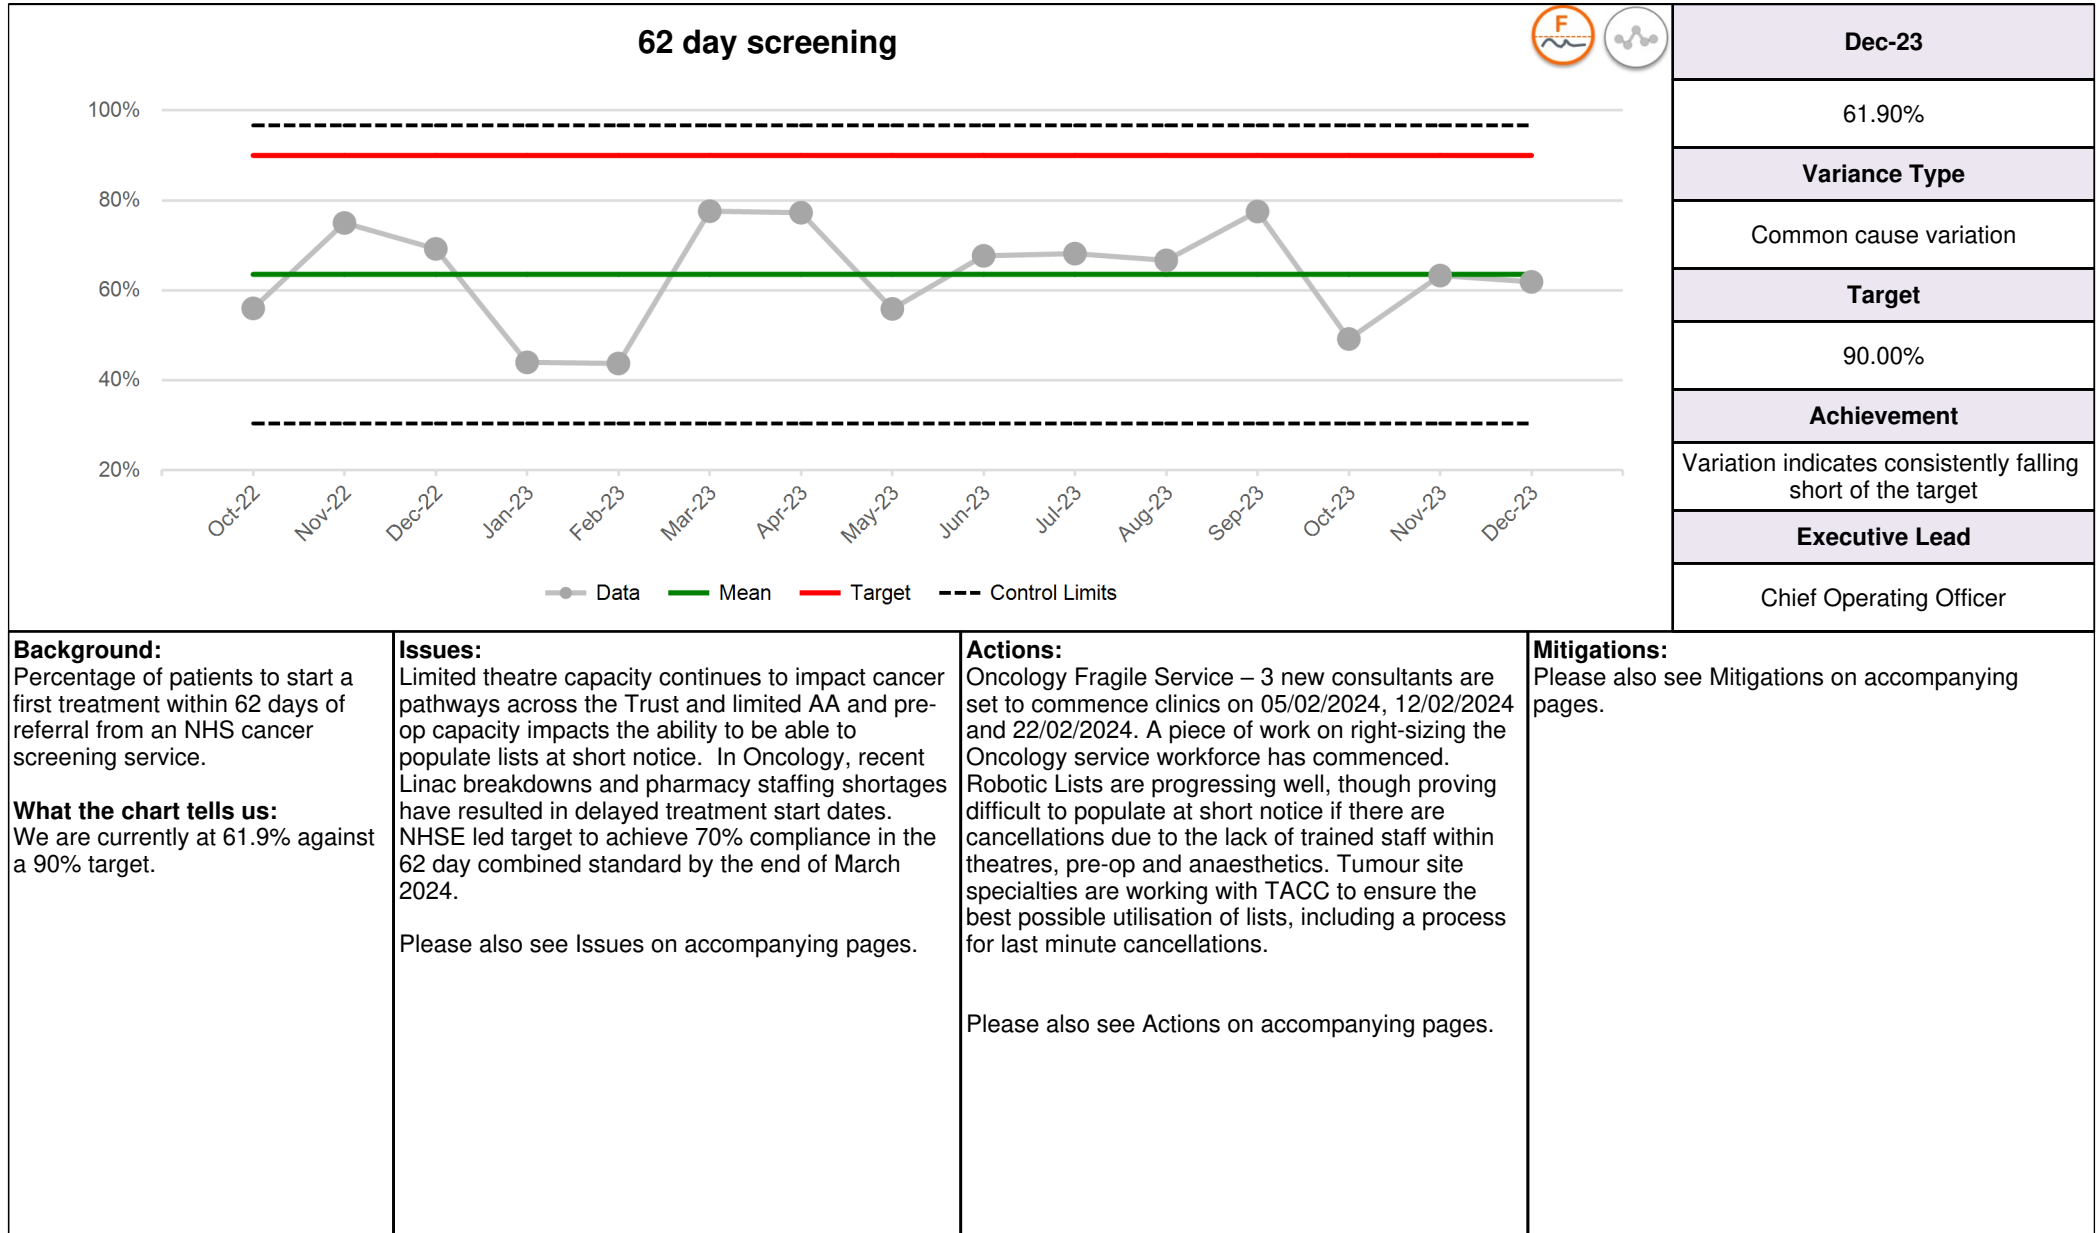 62 day screening
F
100%
80%
60%
40%
20%
Oct-22
Nov-22
Dec-22
Jan-23
Feb-23
Mar-23
Apr-23
May-23
Jun-23
Jul-23
Aug-23
Sep-23
Oct-23
Nov-23
Dec-23
Data
Mean
Target
Control Limits
Dec-23
61.90%
Variance Type
Common cause variation
Target
90.00%
Achievement
Variation indicates consistently falling
short of the target
Executive Lead
Chief Operating Officer
Background:
Percentage of patients to start a
first treatment within 62 days of
referral from an NHS cancer
screening service.
What the chart tells us:
We are currently at 61.9% against
a 90% target.
Issues:
Limited theatre capacity continues to impact cancer
pathways across the Trust and limited AA and pre-
op capacity impacts the ability to be able to
populate lists at short notice.  In Oncology, recent
Linac breakdowns and pharmacy staffing shortages
have resulted in delayed treatment start dates.
NHSE led target to achieve 70% compliance in the
62 day combined standard by the end of March
2024.
Please also see Issues on accompanying pages.
Actions:
Oncology Fragile Service – 3 new consultants are
set to commence clinics on 05/02/2024, 12/02/2024
and 22/02/2024. A piece of work on right-sizing the
Oncology service workforce has commenced.
Robotic Lists are progressing well, though proving
difficult to populate at short notice if there are
cancellations due to the lack of trained staff within
theatres, pre-op and anaesthetics. Tumour site
specialties are working with TACC to ensure the
best possible utilisation of lists, including a process
for last minute cancellations.
Please also see Actions on accompanying pages.
Mitigations:
Please also see Mitigations on accompanying
pages.